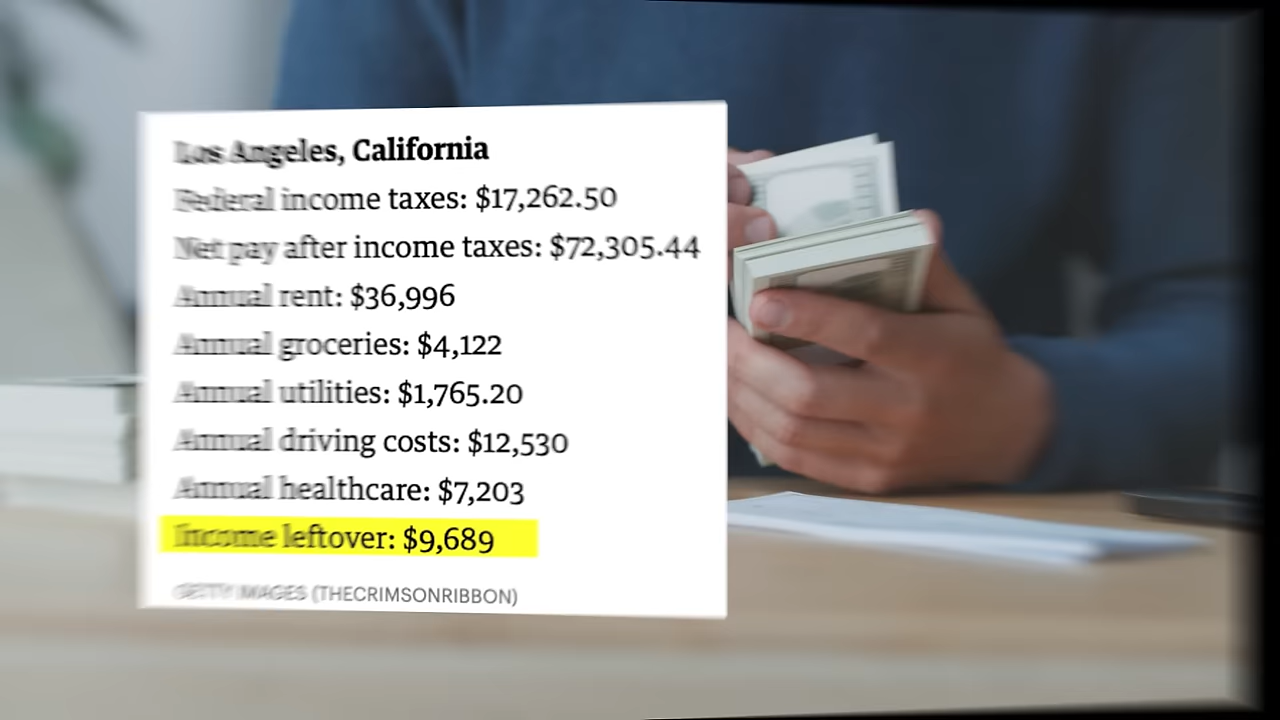 Los Angeles, California
Federal income taxes: $17,262.50
Net pay after income taxes: $72,305.44
Annual rent: $36,996
Annual groceries: $4,122
Annual utilities: $1,765.20
Annual driving costs: $12,530
Annual healthcare: $7,203
Income leftover: $9,689
GETTY IMAGES (THECRIMSONRIBBON)